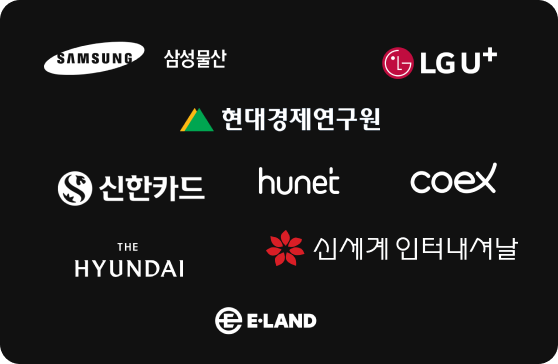 SAMSUNG 삼성물산
LG U+
현대경제연구원
신한카드
hunet
coex
THE
HYUNDAI
신세계 인터내셔날
E·LAND